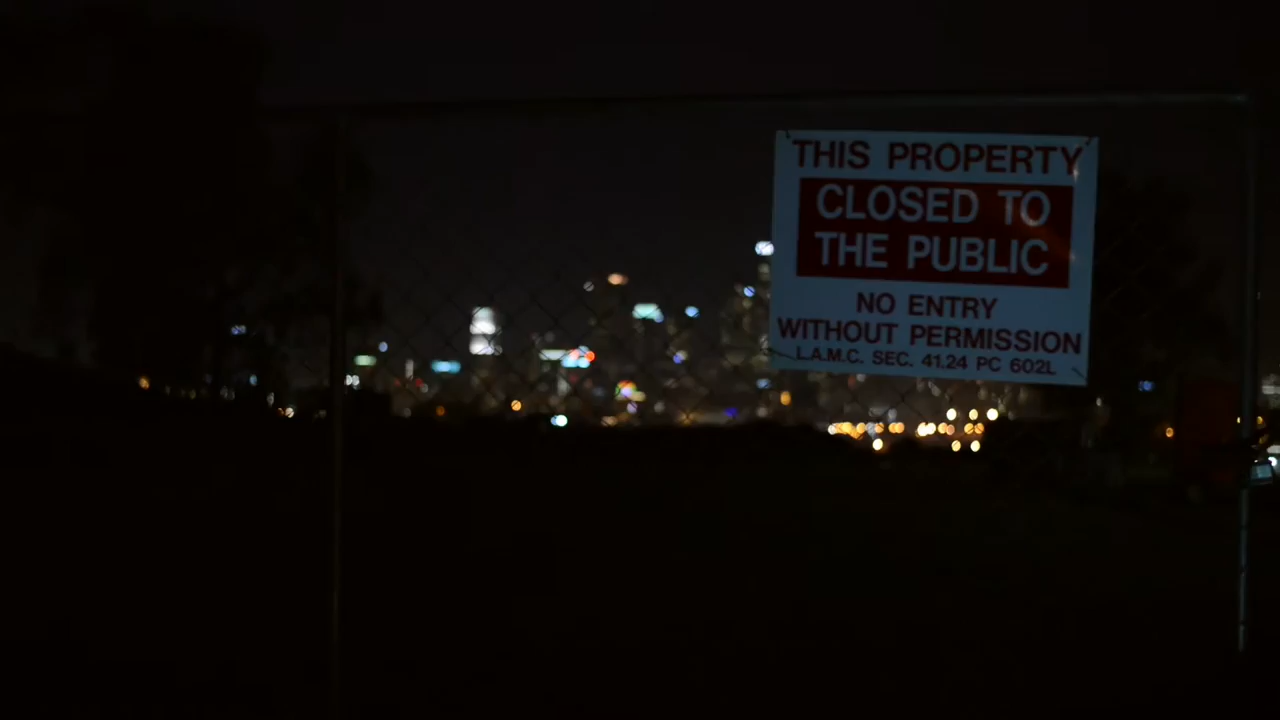 THIS PROPERTY
CLOSED TO
THE PUBLIC
NO ENTRY
WITHOUT PERMISSION
L.A.M.C. SEC. 41.24 PC 602L